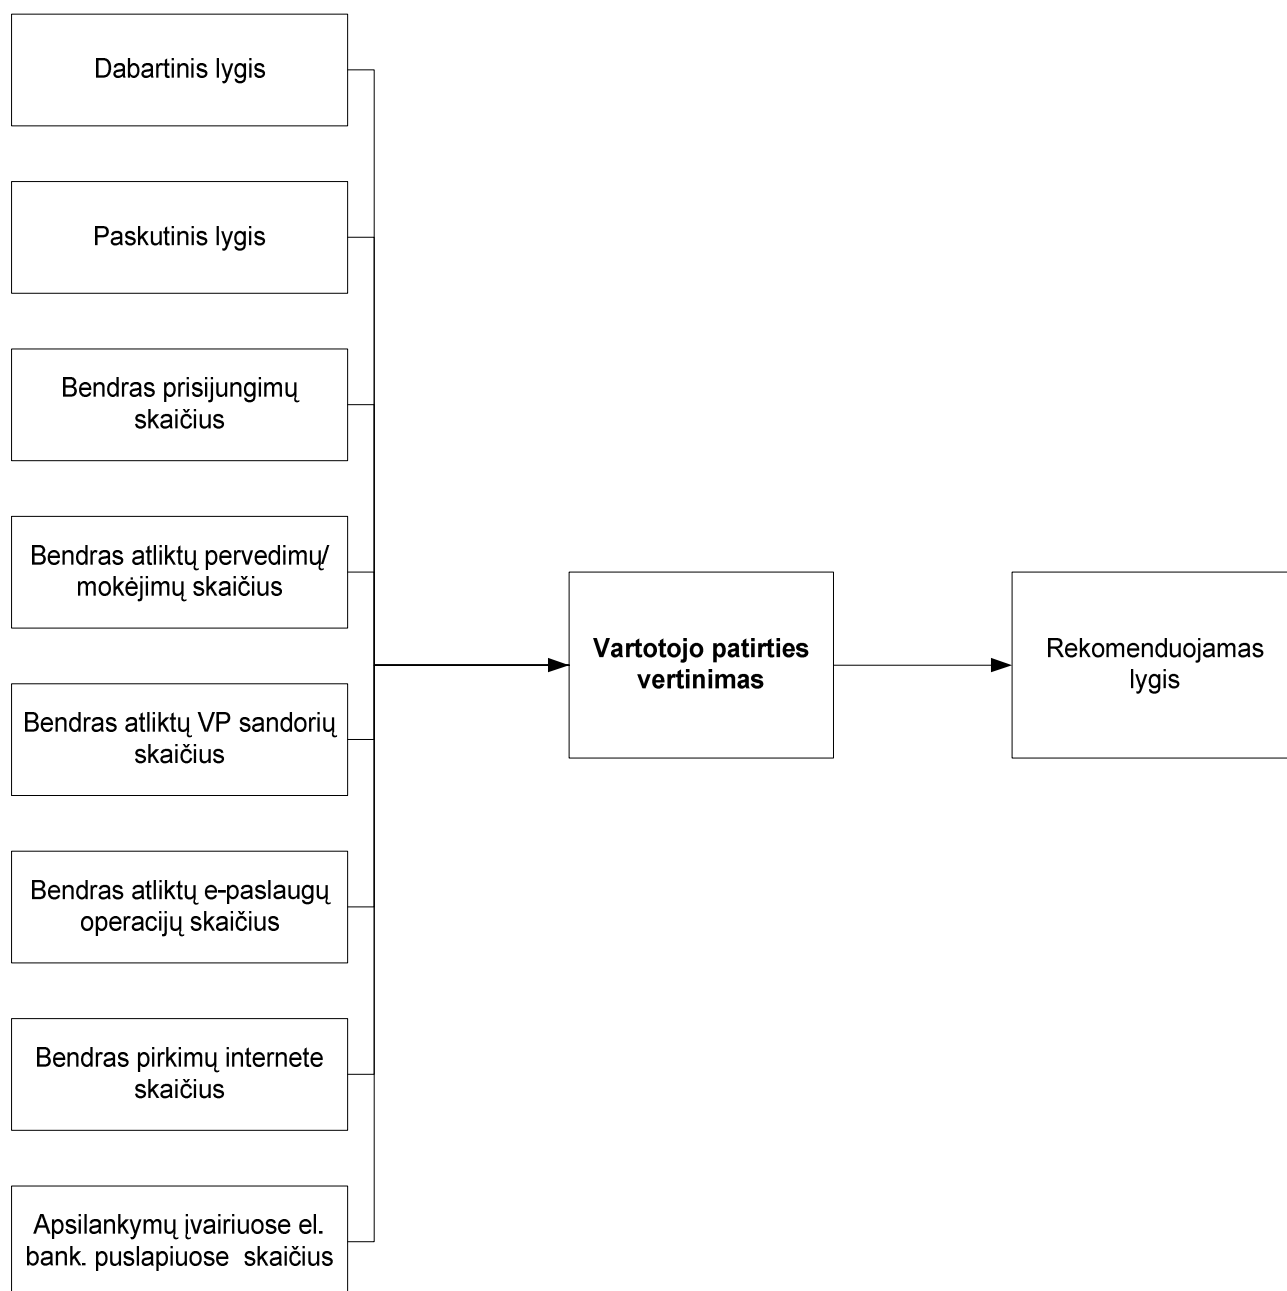 Dabartinis lygis
Paskutinis lygis
Bendras prisijungimų
skaičius
Bendras atliktų pervedimų/
mokėjimų skaičius
Bendras atliktų VP sandorių
skaičius
Bendras atliktų e-paslaugų
operacijų skaičius
Bendras pirkimų internete
skaičius
Apsilankymų įvairiuose el.
bank. puslapiuose  skaičius
Vartotojo patirties
vertinimas
Rekomenduojamas
lygis